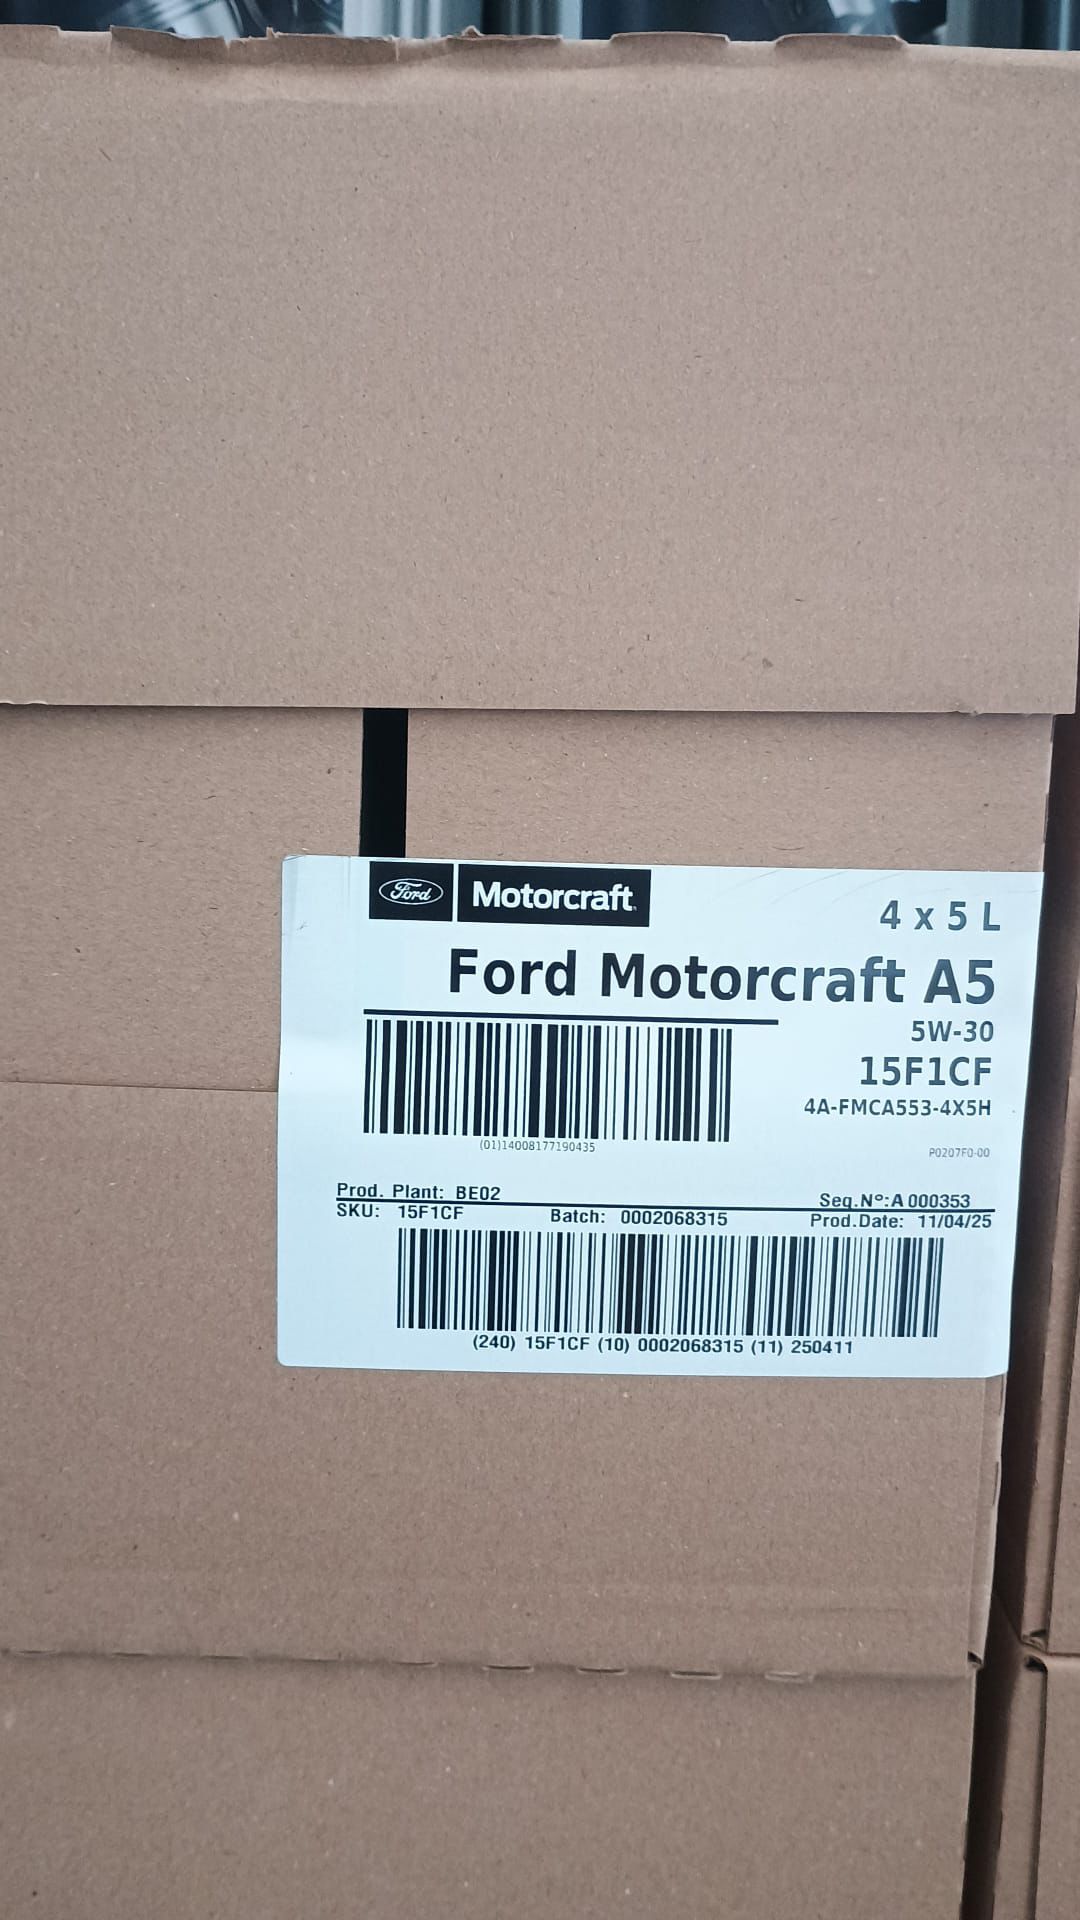 Ford Motorcraft
4 x 5 L
Ford Motorcraft A5
5W-30
15F1CF
4A-FMCA553-4X5H
(01)14008177190435
P0207F0-00
Prod. Plant: BE02
Seq.Nº:A 000353
SKU: 15F1CF Batch: 0002068315 Prod.Date: 11/04/25
(240) 15F1CF (10) 0002068315 (11) 250411